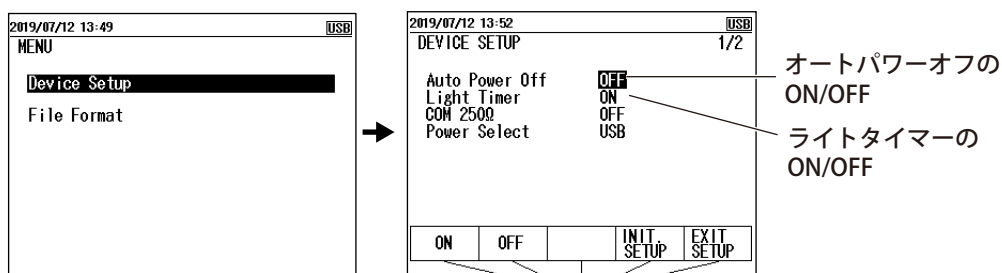 2019/07/12 13:49 USB
MENU
Device Setup
File Format
2019/07/12 13:52 USB
DEVICE SETUP 1/2
Auto Power Off OFF
Light Timer ON
COM 250Ω OFF
Power Select USB
ON OFF INIT. SETUP EXIT SETUP
オートパワーオフの
ON/OFF
ライトタイマーの
ON/OFF